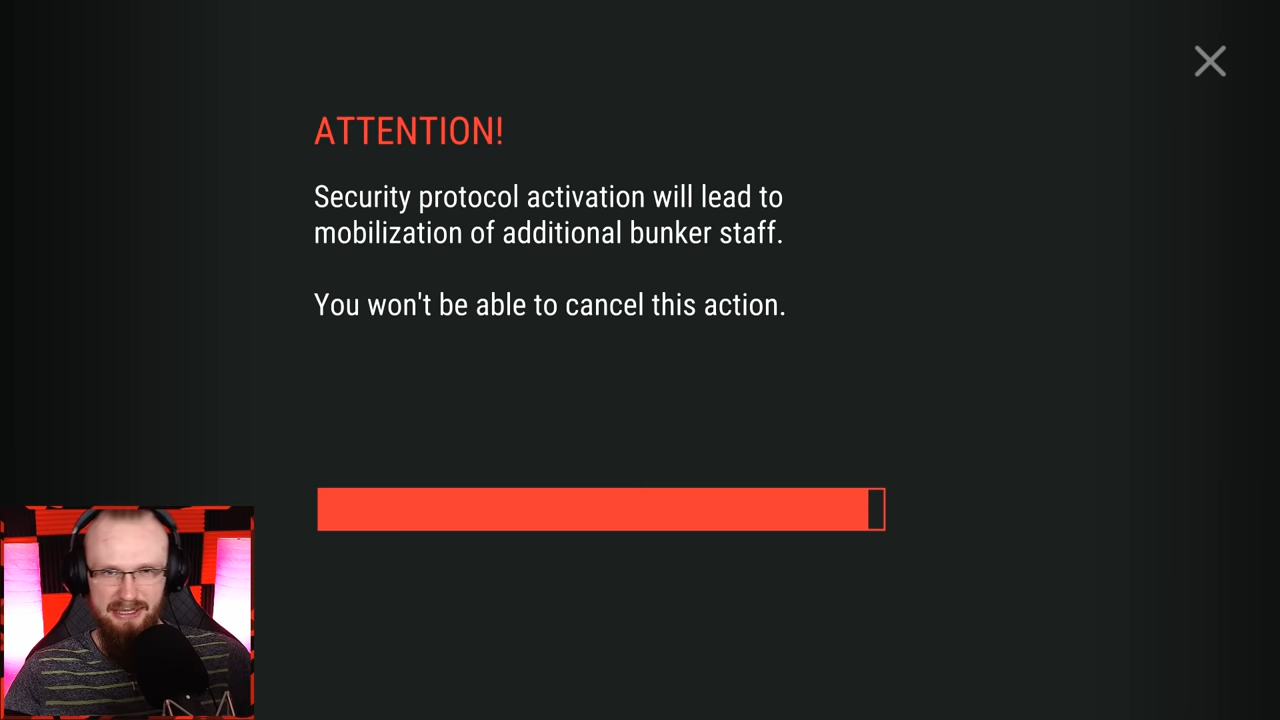 ATTENTION!
Security protocol activation will lead to
mobilization of additional bunker staff.
You won't be able to cancel this action.